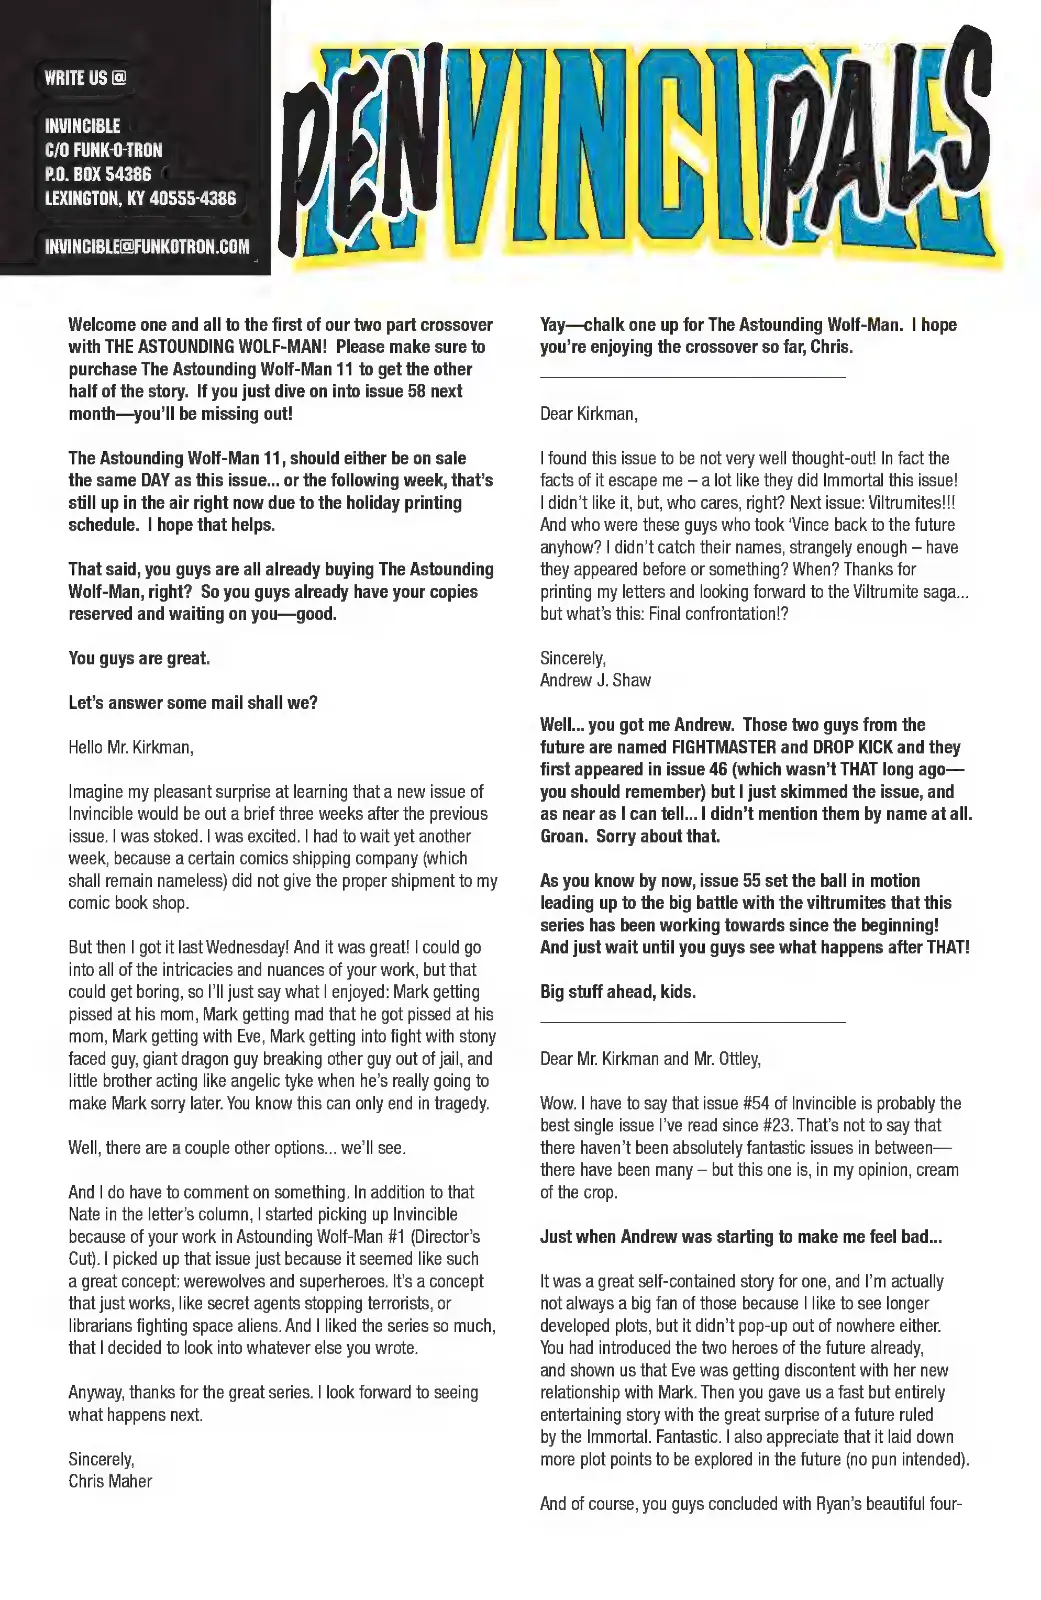 WRITE US @
INVINCIBLE
C/O FUNK-O-TRON
P.O. BOX 54386
LEXINGTON, KY 40555-4386
INVINCIBLE@FUNKOTRON.COM
PENVINCIPALS
Welcome one and all to the first of our two part crossover
with THE ASTOUNDING WOLF-MAN!  Please make sure to
purchase The Astounding Wolf-Man 11 to get the other
half of the story.  If you just dive on into issue 58 next
month—you'll be missing out!
The Astounding Wolf-Man 11, should either be on sale
the same DAY as this issue... or the following week, that's
still up in the air right now due to the holiday printing
schedule.  I hope that helps.
That said, you guys are all already buying The Astounding
Wolf-Man, right?  So you guys already have your copies
reserved and waiting on you—good.
You guys are great.
Let's answer some mail shall we?
Hello Mr. Kirkman,
Imagine my pleasant surprise at learning that a new issue of
Invincible would be out a brief three weeks after the previous
issue. I was stoked. I was excited. I had to wait yet another
week, because a certain comics shipping company (which
shall remain nameless) did not give the proper shipment to my
comic book shop.
But then I got it last Wednesday! And it was great! I could go
into all of the intricacies and nuances of your work, but that
could get boring, so I'll just say what I enjoyed: Mark getting
pissed at his mom, Mark getting mad that he got pissed at his
mom, Mark getting with Eve, Mark getting into fight with stony
faced guy, giant dragon guy breaking other guy out of jail, and
little brother acting like angelic tyke when he's really going to
make Mark sorry later. You know this can only end in tragedy.
Well, there are a couple other options... we'll see.
And I do have to comment on something. In addition to that
Nate in the letter's column, I started picking up Invincible
because of your work in Astounding Wolf-Man #1 (Director's
Cut). I picked up that issue just because it seemed like such
a great concept: werewolves and superheroes. It's a concept
that just works, like secret agents stopping terrorists, or
librarians fighting space aliens. And I liked the series so much,
that I decided to look into whatever else you wrote.
Anyway, thanks for the great series. I look forward to seeing
what happens next.
Sincerely,
Chris Maher
Yay—chalk one up for The Astounding Wolf-Man.  I hope
you're enjoying the crossover so far, Chris.
Dear Kirkman,
I found this issue to be not very well thought-out! In fact the
facts of it escape me – a lot like they did Immortal this issue!
I didn't like it, but, who cares, right? Next issue: Viltrumites!!!
And who were these guys who took 'Vince back to the future
anyhow? I didn't catch their names, strangely enough – have
they appeared before or something? When? Thanks for
printing my letters and looking forward to the Viltrumite saga...
but what's this: Final confrontation!?
Sincerely,
Andrew J. Shaw
Well... you got me Andrew.  Those two guys from the
future are named FIGHTMASTER and DROP KICK and they
first appeared in issue 46 (which wasn't THAT long ago—
you should remember) but I just skimmed the issue, and
as near as I can tell... I didn't mention them by name at all.
Groan.  Sorry about that.
As you know by now, issue 55 set the ball in motion
leading up to the big battle with the viltrumites that this
series has been working towards since the beginning!
And just wait until you guys see what happens after THAT!
Big stuff ahead, kids.
Dear Mr. Kirkman and Mr. Ottley,
Wow. I have to say that issue #54 of Invincible is probably the
best single issue I've read since #23. That's not to say that
there haven't been absolutely fantastic issues in between—
there have been many – but this one is, in my opinion, cream
of the crop.
Just when Andrew was starting to make me feel bad...
It was a great self-contained story for one, and I'm actually
not always a big fan of those because I like to see longer
developed plots, but it didn't pop-up out of nowhere either.
You had introduced the two heroes of the future already,
and shown us that Eve was getting discontent with her new
relationship with Mark. Then you gave us a fast but entirely
entertaining story with the great surprise of a future ruled
by the Immortal. Fantastic. I also appreciate that it laid down
more plot points to be explored in the future (no pun intended).
And of course, you guys concluded with Ryan's beautiful four-